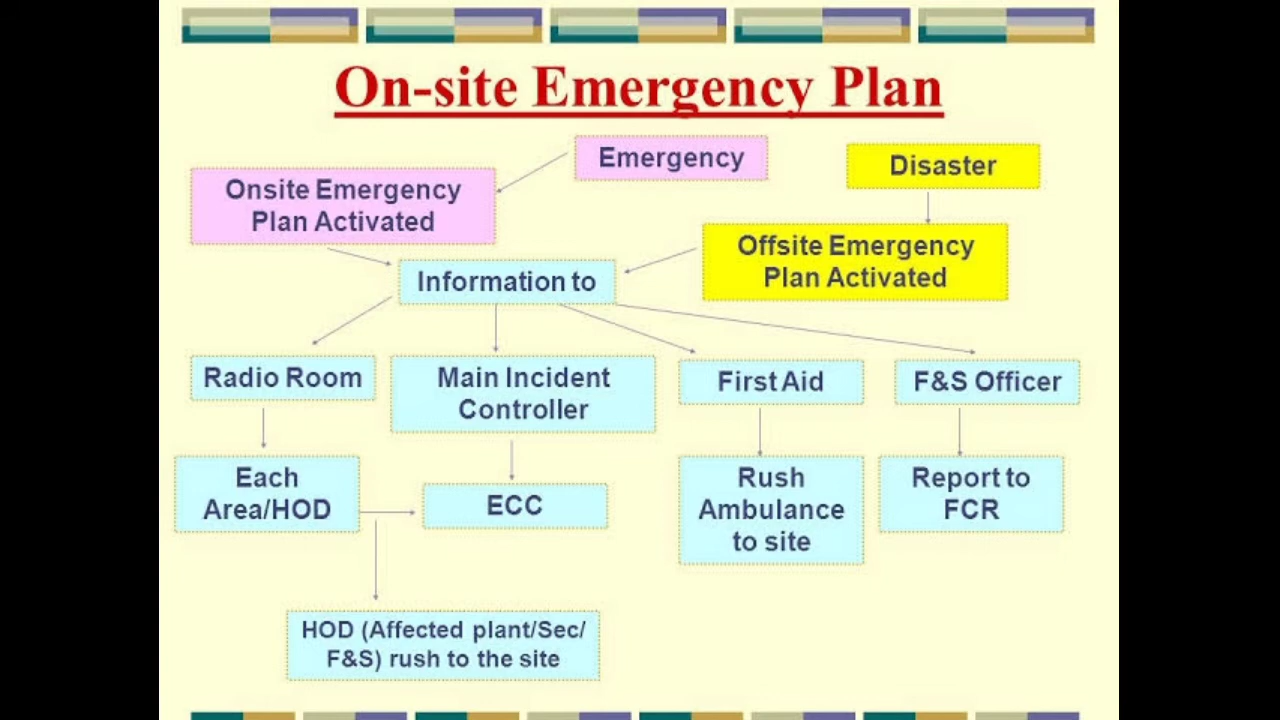 On-site Emergency Plan
Emergency
Disaster
Onsite Emergency
Plan Activated
Offsite Emergency
Plan Activated
Information to
Radio Room
Main Incident
Controller
First Aid
F&S Officer
Each
Area/HOD
ECC
Rush
Ambulance
to site
Report to
FCR
HOD (Affected plant/Sec/
F&S) rush to the site